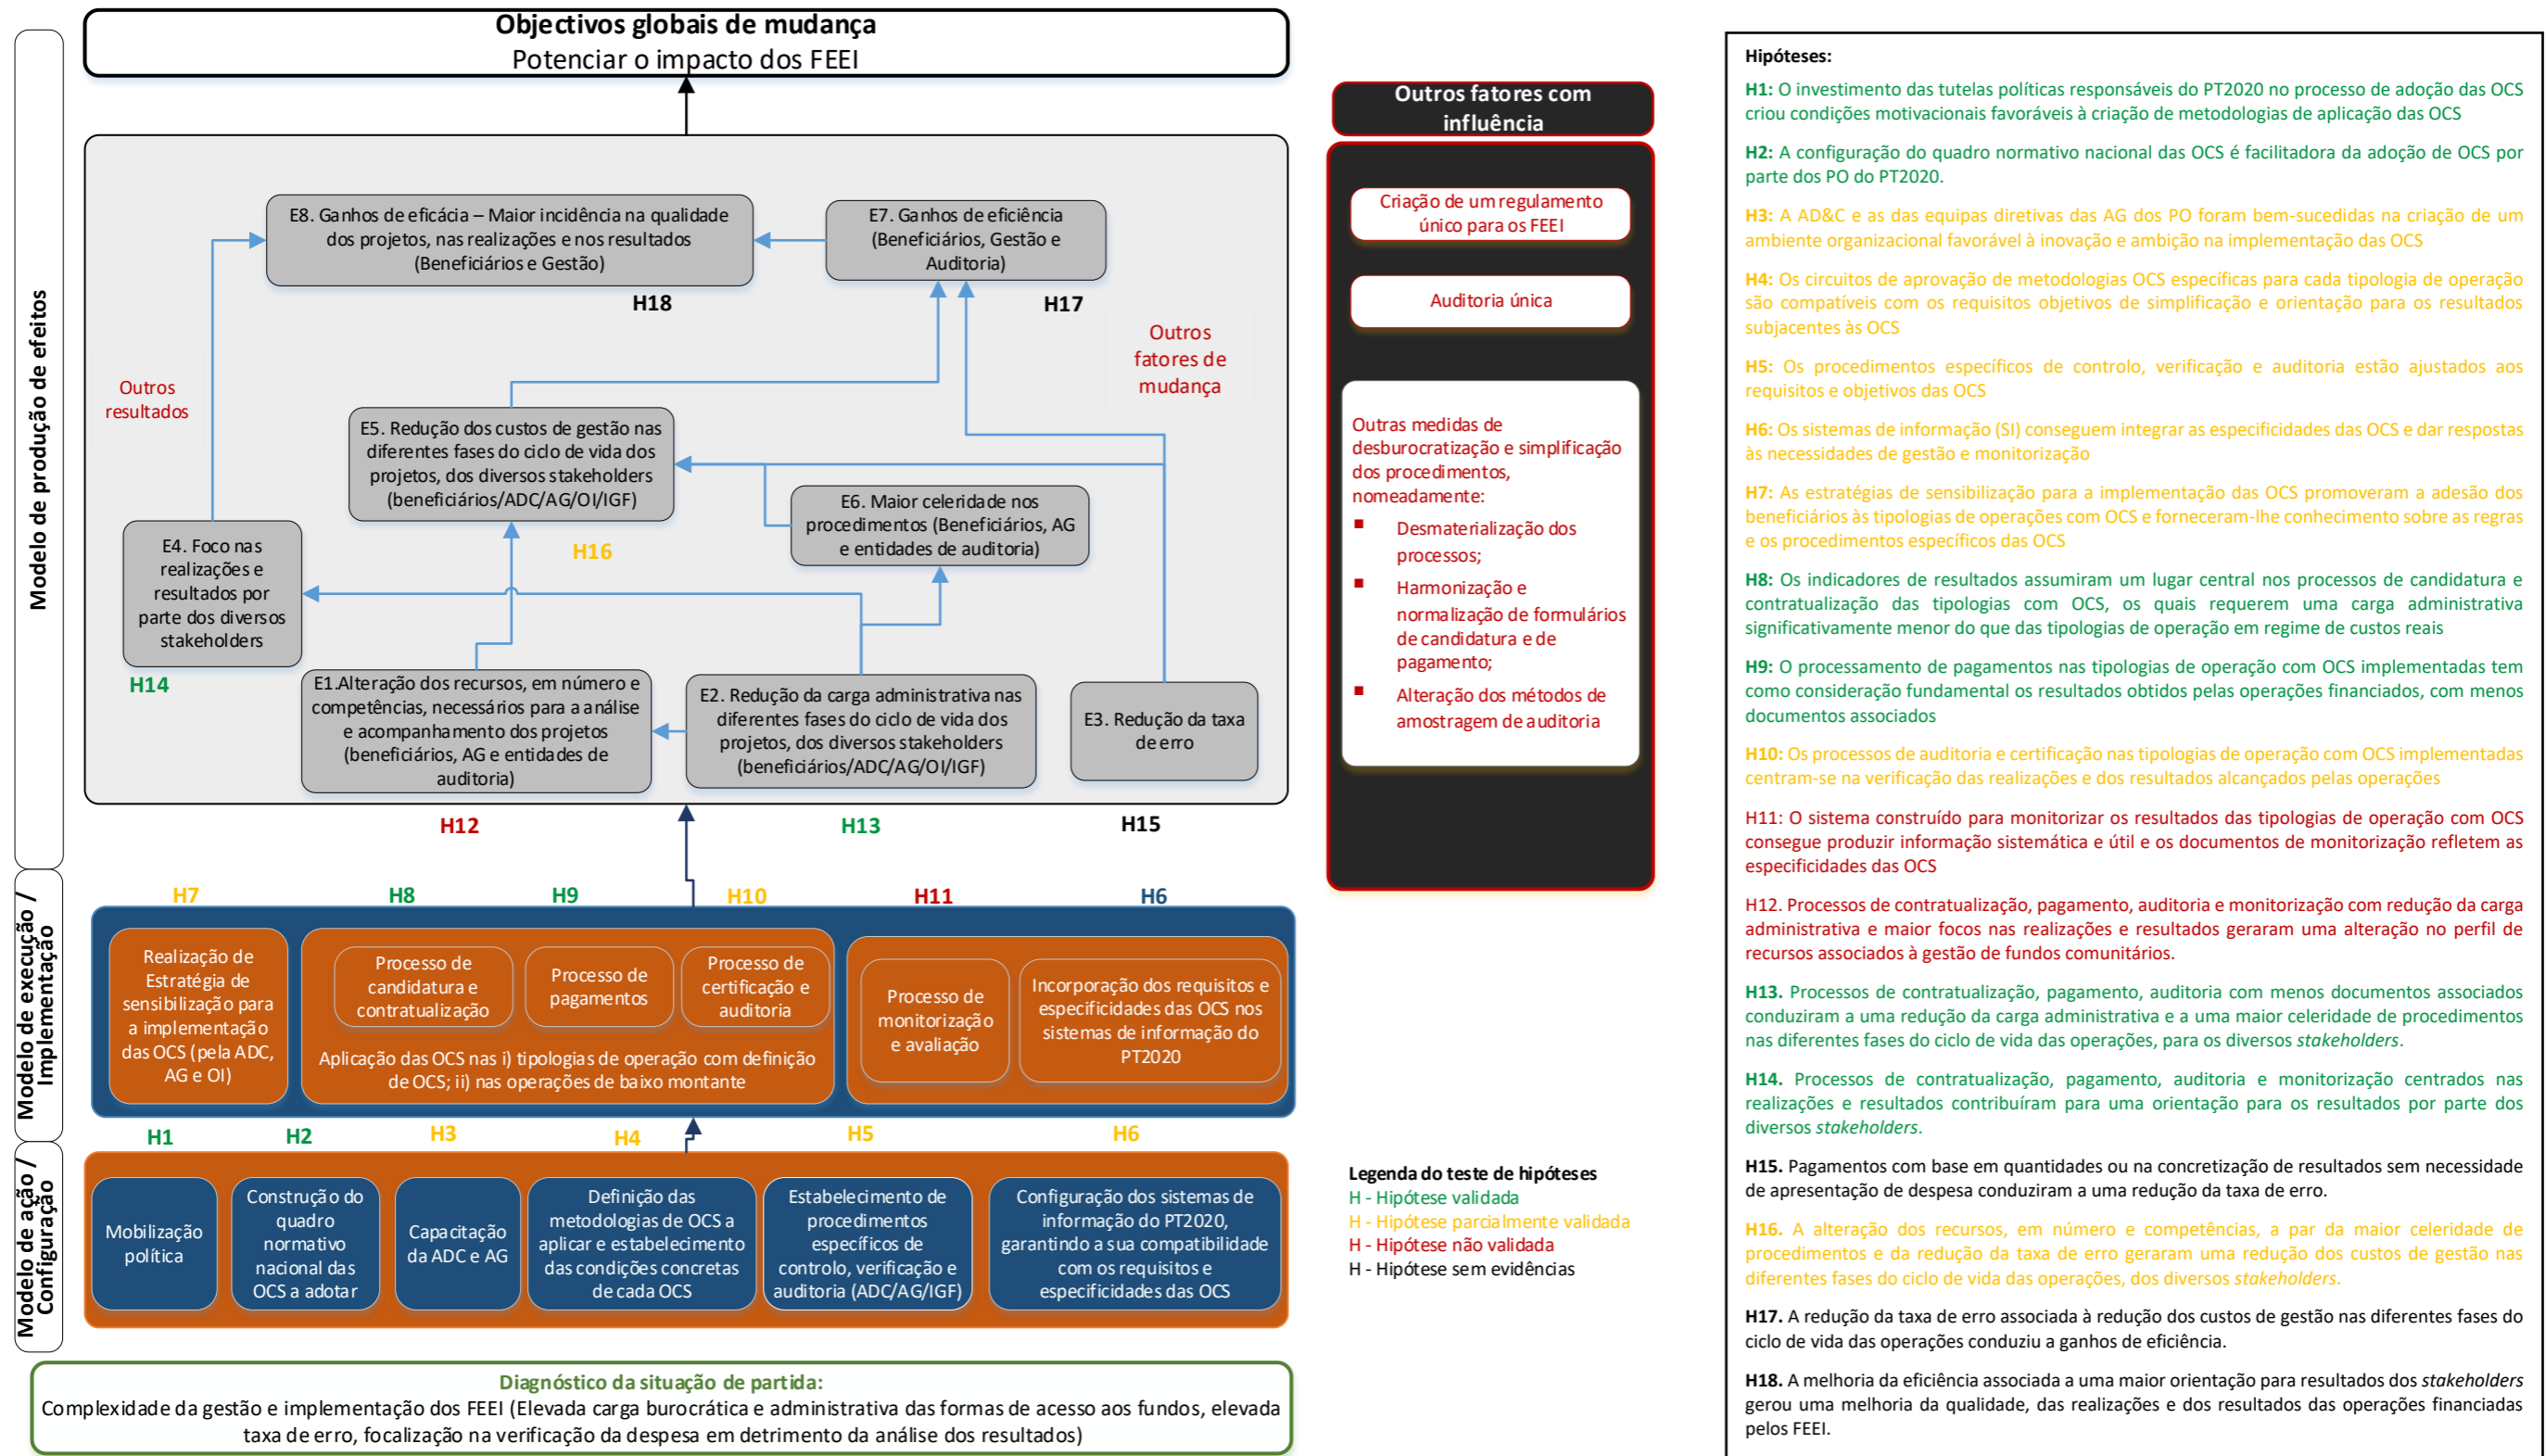 Objectivos globais de mudança
Potenciar o impacto dos FEEI
Modelo de produção de efeitos
E8. Ganhos de eficácia – Maior incidência na qualidade
dos projetos, nas realizações e nos resultados
(Beneficiários e Gestão)
H18
E7. Ganhos de eficiência
(Beneficiários, Gestão e
Auditoria)
H17
Outros
resultados
Outros
fatores de
mudança
E5. Redução dos custos de gestão nas
diferentes fases do ciclo de vida dos
projetos, dos diversos stakeholders
(beneficiários/ADC/AG/OI/IGF)
H16
E6. Maior celeridade nos
procedimentos (Beneficiários, AG
e entidades de auditoria)
E4. Foco nas
realizações e
resultados por
parte dos diversos
stakeholders
H14
E1.Alteração dos recursos, em número e
competências, necessários para a análise
e acompanhamento dos projetos
(beneficiários, AG e entidades de
auditoria)
E2. Redução da carga administrativa nas
diferentes fases do ciclo de vida dos
projetos, dos diversos stakeholders
(beneficiários/ADC/AG/OI/IGF)
E3. Redução da taxa
de erro
H12
H13
H15
Modelo de execução /
Implementação
H7
H8
H9
H10
H11
H6
Realização de
Estratégia de
sensibilização para
a implementação
das OCS (pela ADC,
AG e OI)
Processo de
candidatura e
contratualização
Processo de
pagamentos
Processo de
certificação e
auditoria
Aplicação das OCS nas i) tipologias de operação com definição
de OCS; ii) nas operações de baixo montante
Processo de
monitorização
e avaliação
Incorporação dos requisitos e
especificidades das OCS nos
sistemas de informação do
PT2020
Modelo de ação /
Configuração
H1
H2
H3
H4
H5
H6
Mobilização
política
Construção do
quadro
normativo
nacional das
OCS a adotar
Capacitação
da ADC e AG
Definição das
metodologias de OCS a
aplicar e estabelecimento
das condições concretas
de cada OCS
Estabelecimento de
procedimentos
específicos de
controlo, verificação e
auditoria (ADC/AG/IGF)
Configuração dos sistemas de
informação do PT2020,
garantindo a sua compatibilidade
com os requisitos e
especificidades das OCS
Diagnóstico da situação de partida:
Complexidade da gestão e implementação dos FEEI (Elevada carga burocrática e administrativa das formas de acesso aos fundos, elevada
taxa de erro, focalização na verificação da despesa em detrimento da análise dos resultados)
Outros fatores com
influência
Criação de um regulamento
único para os FEEI
Auditoria única
Outras medidas de
desburocratização e simplificação
dos procedimentos,
nomeadamente:
▪ Desmaterialização dos
processos;
▪ Harmonização e
normalização de formulários
de candidatura e de
pagamento;
▪ Alteração dos métodos de
amostragem de auditoria
Legenda do teste de hipóteses
H - Hipótese validada
H - Hipótese parcialmente validada
H - Hipótese não validada
H - Hipótese sem evidências
Hipóteses:
H1: O investimento das tutelas políticas responsáveis do PT2020 no processo de adoção das OCS
criou condições motivacionais favoráveis à criação de metodologias de aplicação das OCS
H2: A configuração do quadro normativo nacional das OCS é facilitadora da adoção de OCS por
parte dos PO do PT2020.
H3: A AD&C e as das equipas diretivas das AG dos PO foram bem-sucedidas na criação de um
ambiente organizacional favorável à inovação e ambição na implementação das OCS
H4: Os circuitos de aprovação de metodologias OCS específicas para cada tipologia de operação
são compatíveis com os requisitos objetivos de simplificação e orientação para os resultados
subjacentes às OCS
H5: Os procedimentos específicos de controlo, verificação e auditoria estão ajustados aos
requisitos e objetivos das OCS
H6: Os sistemas de informação (SI) conseguem integrar as especificidades das OCS e dar respostas
às necessidades de gestão e monitorização
H7: As estratégias de sensibilização para a implementação das OCS promoveram a adesão dos
beneficiários às tipologias de operações com OCS e forneceram-lhe conhecimento sobre as regras
e os procedimentos específicos das OCS
H8: Os indicadores de resultados assumiram um lugar central nos processos de candidatura e
contratualização das tipologias com OCS, os quais requerem uma carga administrativa
significativamente menor do que das tipologias de operação em regime de custos reais
H9: O processamento de pagamentos nas tipologias de operação com OCS implementadas tem
como consideração fundamental os resultados obtidos pelas operações financiados, com menos
documentos associados
H10: Os processos de auditoria e certificação nas tipologias de operação com OCS implementadas
centram-se na verificação das realizações e dos resultados alcançados pelas operações
H11: O sistema construído para monitorizar os resultados das tipologias de operação com OCS
consegue produzir informação sistemática e útil e os documentos de monitorização refletem as
especificidades das OCS
H12. Processos de contratualização, pagamento, auditoria e monitorização com redução da carga
administrativa e maior focos nas realizações e resultados geraram uma alteração no perfil de
recursos associados à gestão de fundos comunitários.
H13. Processos de contratualização, pagamento, auditoria com menos documentos associados
conduziram a uma redução da carga administrativa e a uma maior celeridade de procedimentos
nas diferentes fases do ciclo de vida das operações, para os diversos stakeholders.
H14. Processos de contratualização, pagamento, auditoria e monitorização centrados nas
realizações e resultados contribuíram para uma orientação para os resultados por parte dos
diversos stakeholders.
H15. Pagamentos com base em quantidades ou na concretização de resultados sem necessidade
de apresentação de despesa conduziram a uma redução da taxa de erro.
H16. A alteração dos recursos, em número e competências, a par da maior celeridade de
procedimentos e da redução da taxa de erro geraram uma redução dos custos de gestão nas
diferentes fases do ciclo de vida das operações, dos diversos stakeholders.
H17. A redução da taxa de erro associada à redução dos custos de gestão nas diferentes fases do
ciclo de vida das operações conduziu a ganhos de eficiência.
H18. A melhoria da eficiência associada a uma maior orientação para resultados dos stakeholders
gerou uma melhoria da qualidade, das realizações e dos resultados das operações financiadas
pelos FEEI.